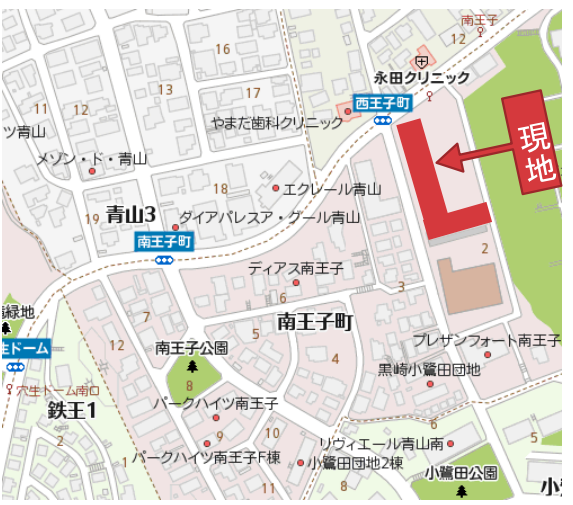 南王子
12
16
永田クリニック
西王子町
17
13
11
12
やまだ歯科クリニック
ツ青山
現地
メゾン・ド・青山
18
エクレール青山
19
青山3
ダイアパレスア・グール青山
南王子町
2
ディアス南王子
3
6
緑地
7
5
南王子町
生ドーム
12
南王子公園
4
プレザンフォート南王子
8
黒崎小鷺田団地
穴生ドーム南口
鉄王1
パークハイツ南王子
6
2
9
10
リヴィエール青山南
5
パークハイツ南王子F棟
小鷺田団地2棟
小鷺田公園
11
8
小
1